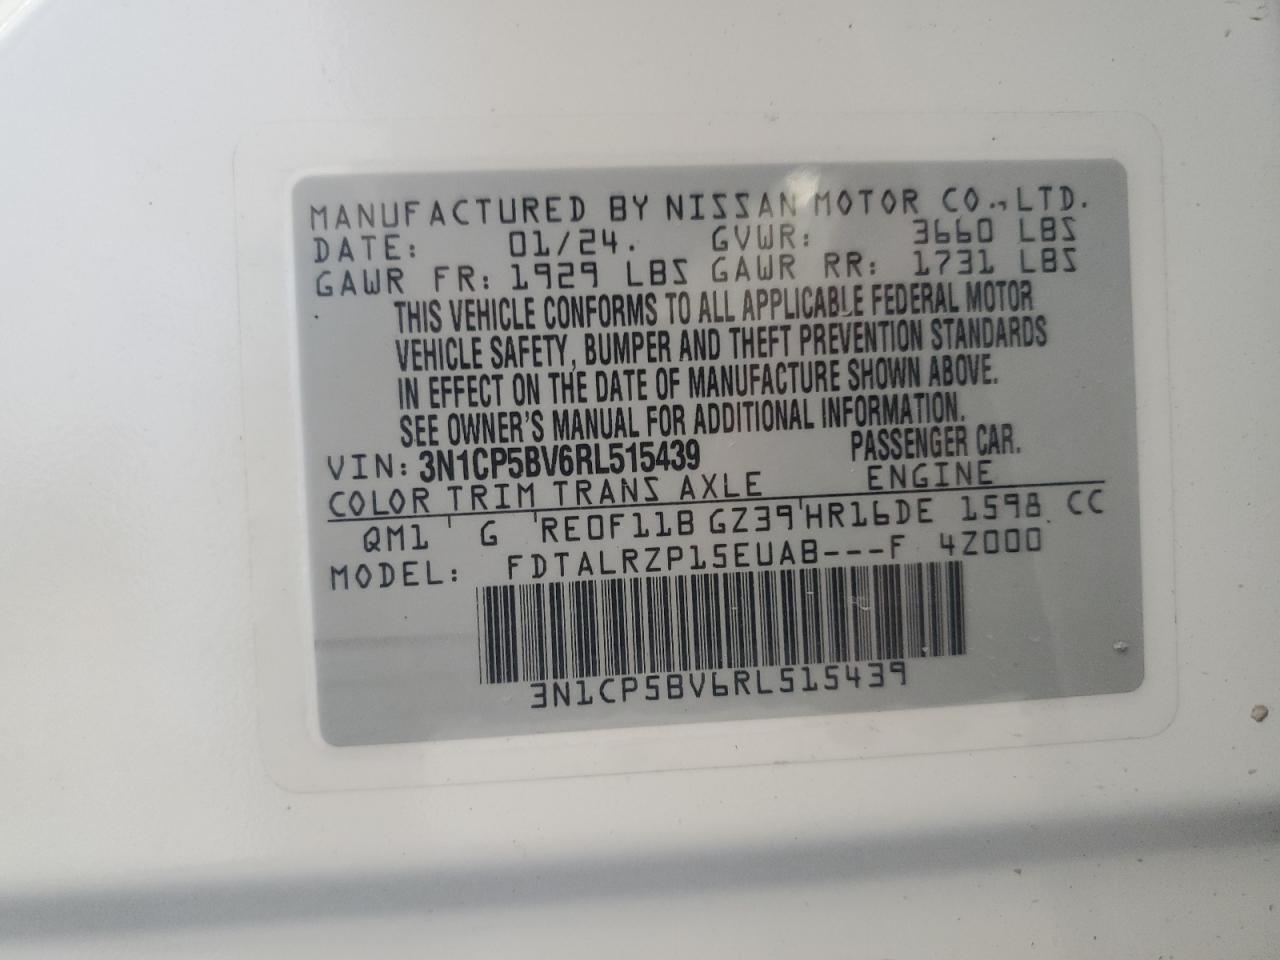 MANUFACTURED BY NISSAN MOTOR CO., LTD.
DATE: 01/24. GVWR: 3660 LBS
GAWR FR: 1929 LBS GAWR RR: 1731 LBS
THIS VEHICLE CONFORMS TO ALL APPLICABLE FEDERAL MOTOR
VEHICLE SAFETY, BUMPER AND THEFT PREVENTION STANDARDS
IN EFFECT ON THE DATE OF MANUFACTURE SHOWN ABOVE.
SEE OWNER'S MANUAL FOR ADDITIONAL INFORMATION.
VIN: 3N1CP5BV6RL515439 PASSENGER CAR.
COLOR TRIM TRANS AXLE ENGINE
QM1 ' G 'RE0F11B GZ39'HR16DE 1598 CC
MODEL: FDTALRZP15EUAB---F 4Z000
3N1CP5BV6RL515439